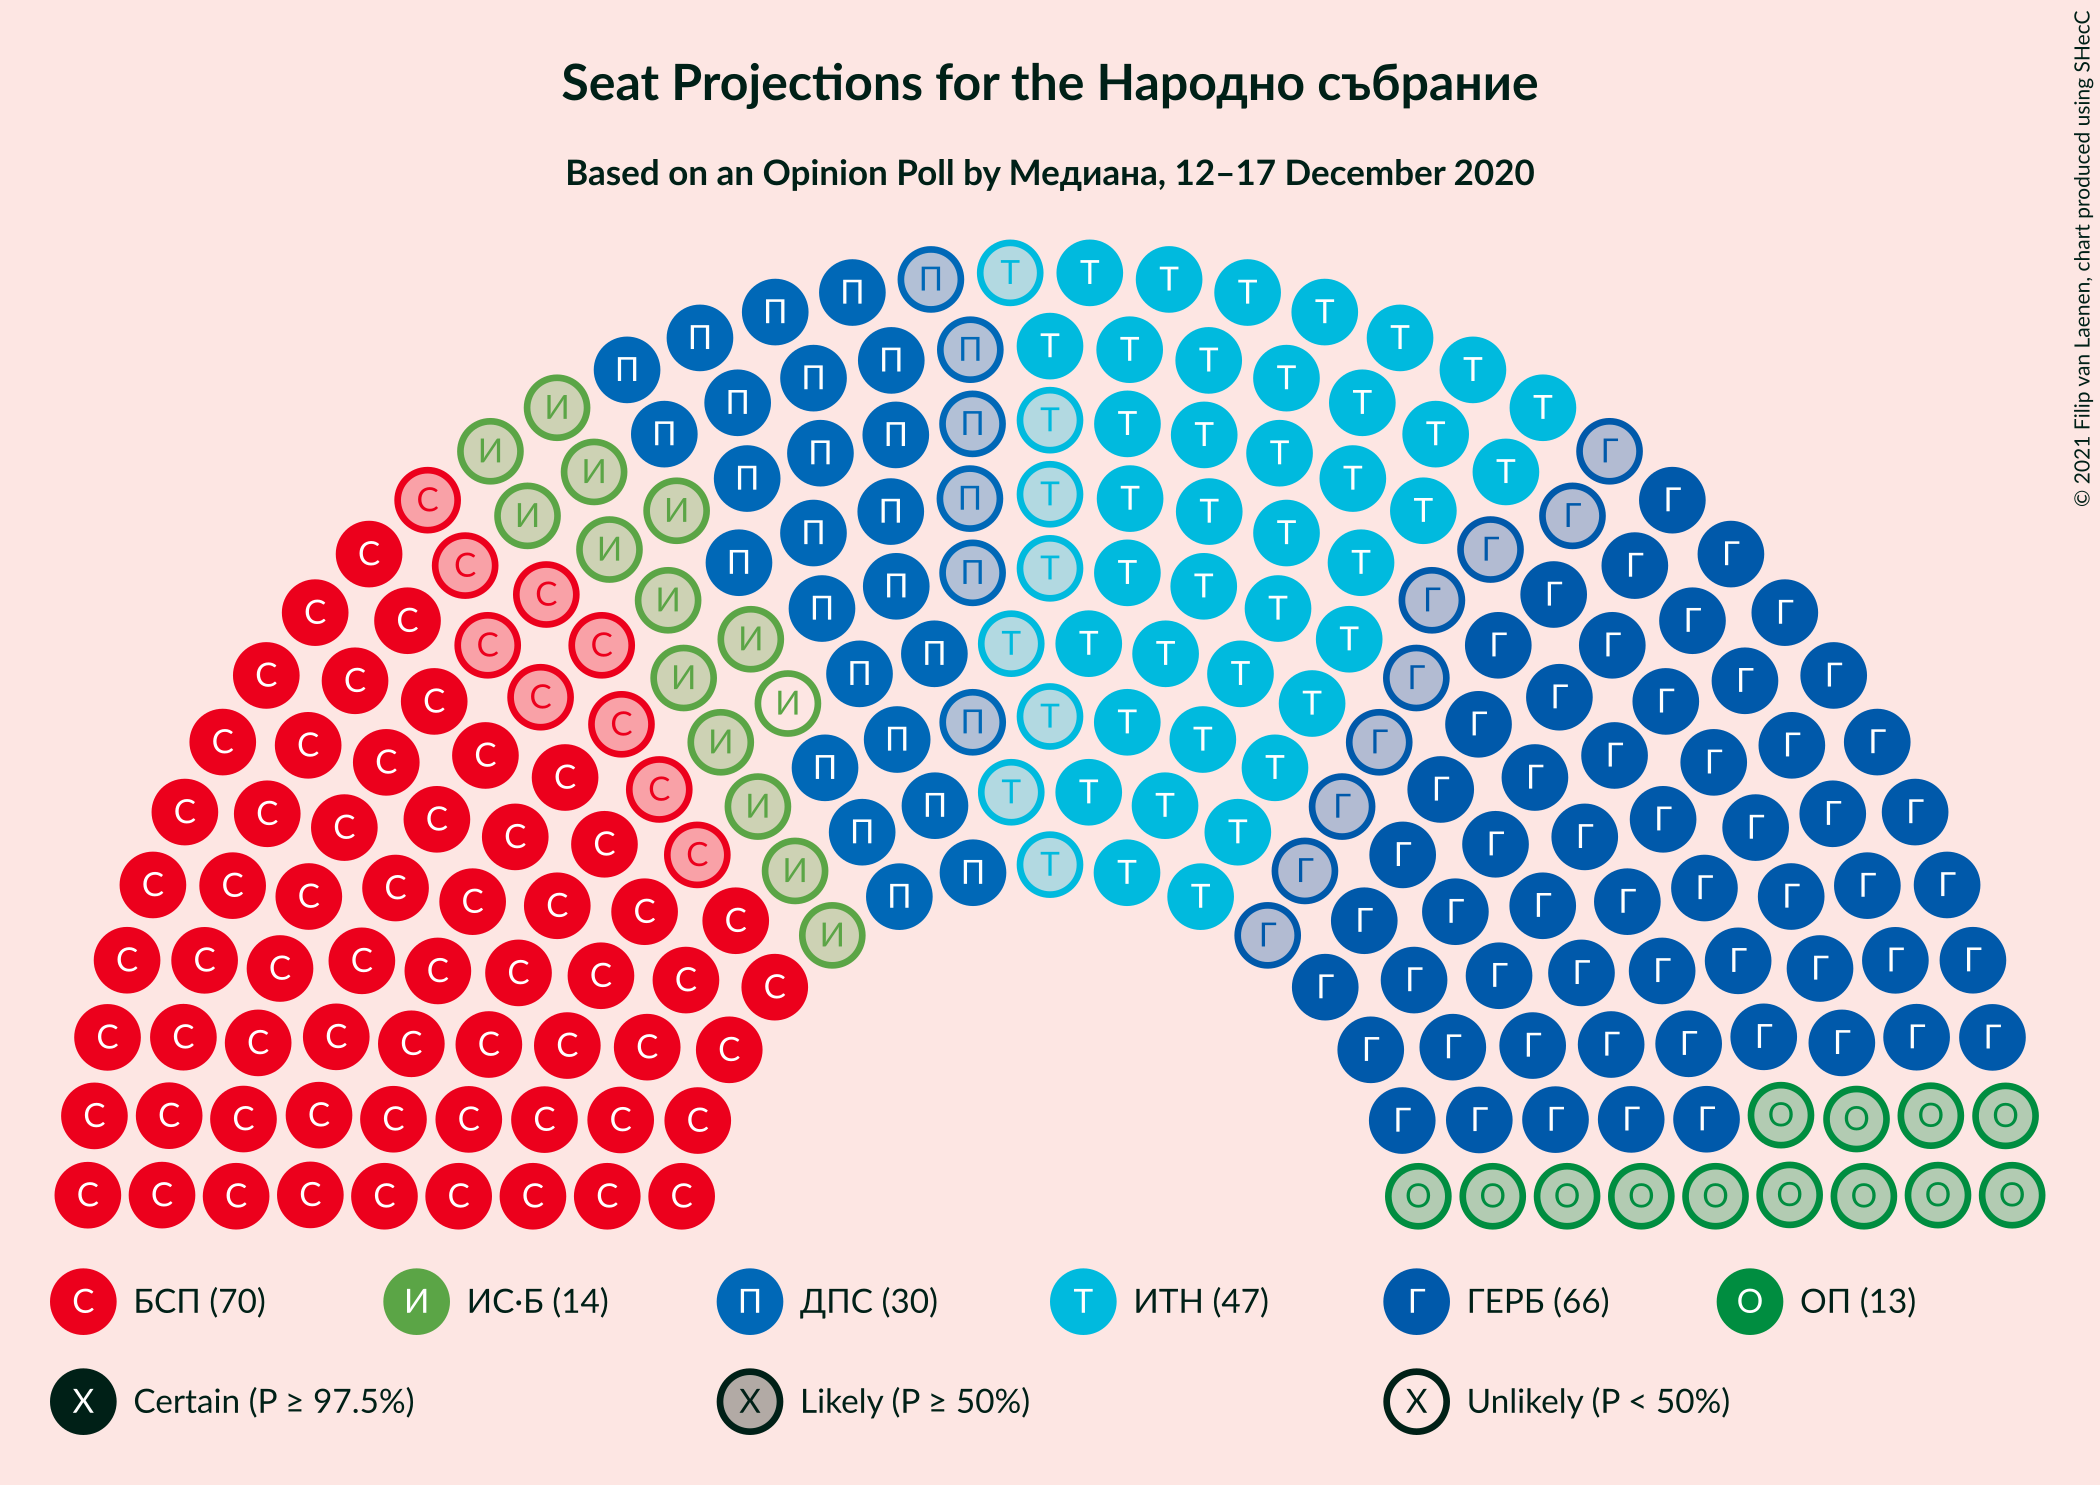 Seat Projections for the Народно събрание
Based on an Opinion Poll by Медиана, 12–17 December 2020
© 2021 Filip van Laenen, chart produced using SHecC
С БСП (70) И ИС·Б (14) П ДПС (30) Т ИТН (47) Г ГЕРБ (66) О ОП (13)
X Certain (P ≥ 97.5%) X Likely (P ≥ 50%) X Unlikely (P < 50%)